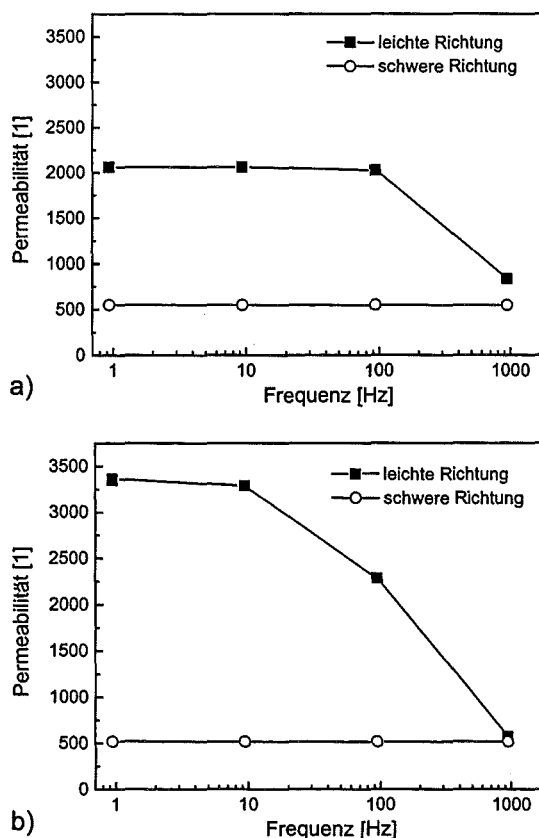 3500
3000
2500
2000
1500
1000
500
0
Permeabilität [1]
leichte Richtung
schwere Richtung
1
10
100
1000
Frequenz [Hz]
a)
3500
3000
2500
2000
1500
1000
500
0
Permeabilität [1]
leichte Richtung
schwere Richtung
1
10
100
1000
Frequenz [Hz]
b)